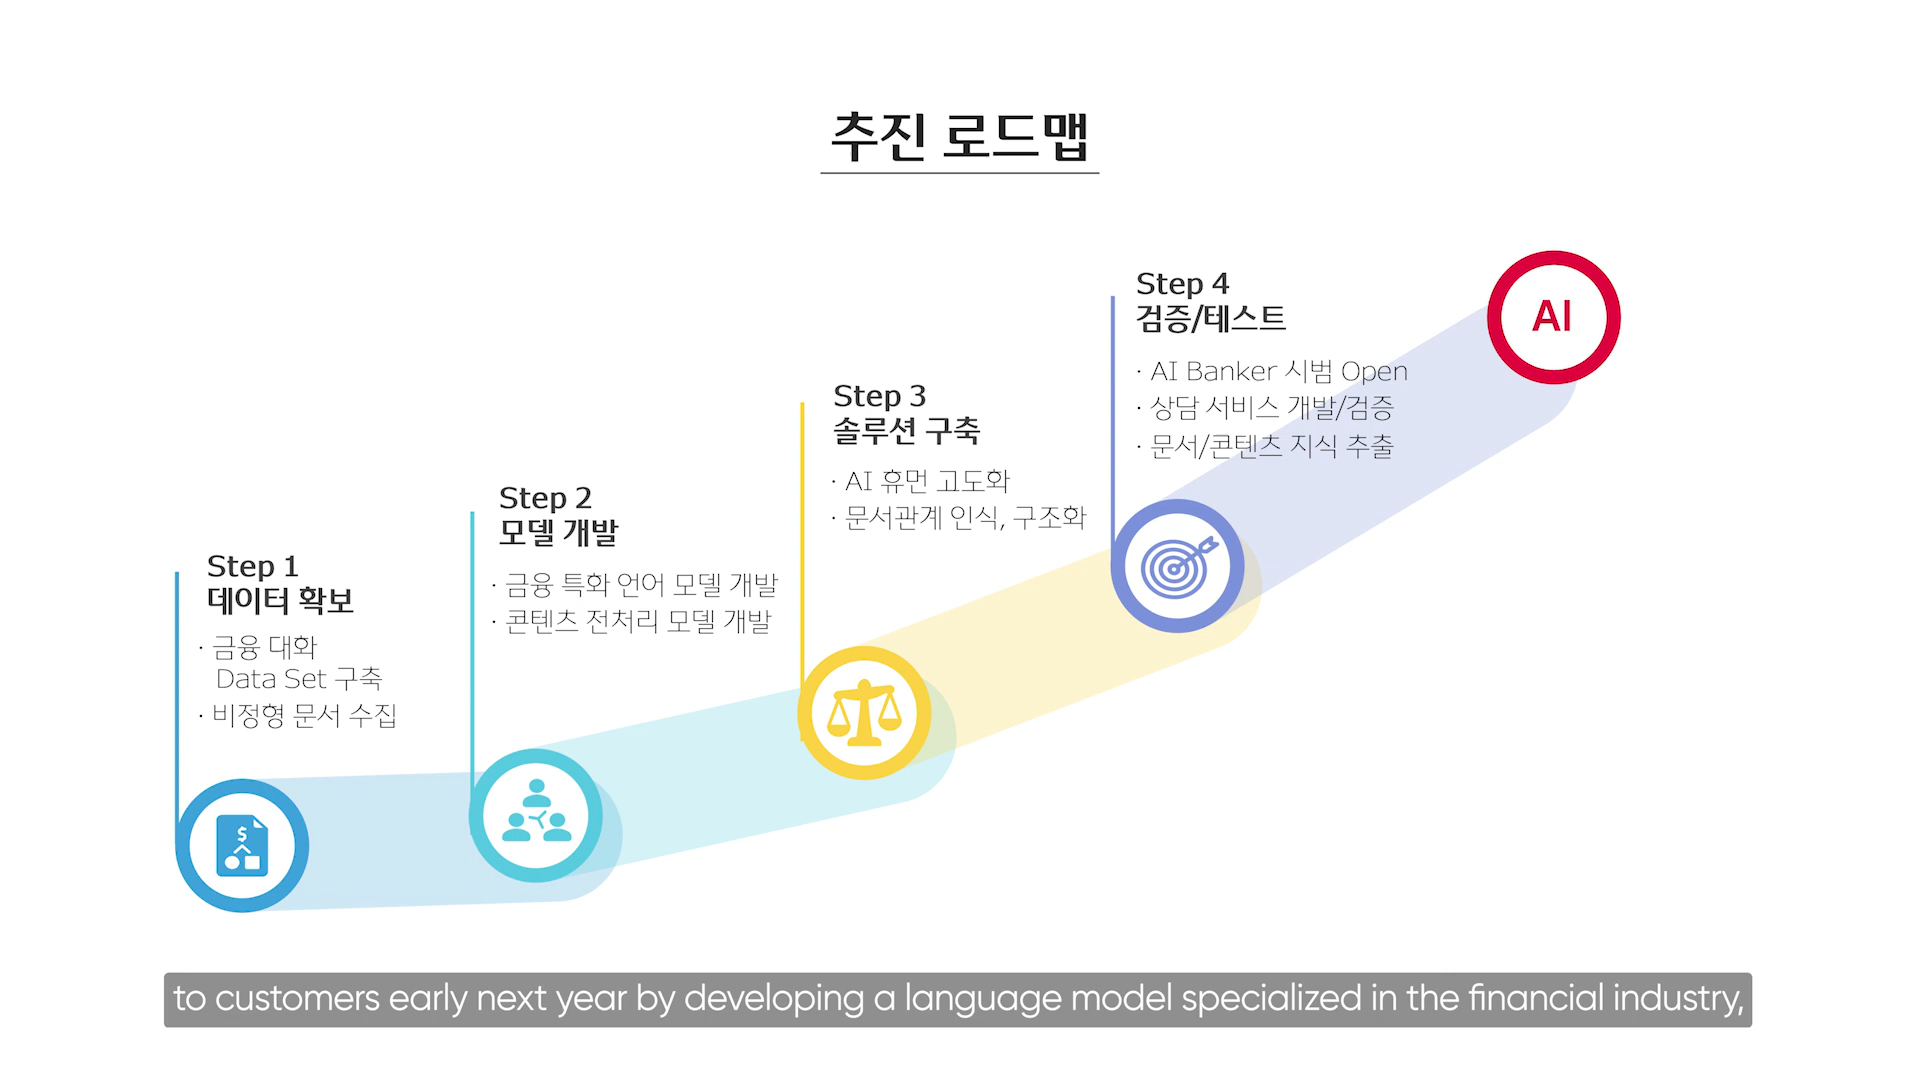 추진 로드맵
Step 1
데이터 확보
· 금융 대화
Data Set 구축
· 비정형 문서 수집
Step 2
모델 개발
· 금융 특화 언어 모델 개발
· 콘텐츠 전처리 모델 개발
Step 3
솔루션 구축
· AI 휴먼 고도화
· 문서관계 인식, 구조화
Step 4
검증/테스트
· AI Banker 시범 Open
· 상담 서비스 개발/검증
· 문서/콘텐츠 지식 추출
AI
$
to customers early next year by developing a language model specialized in the financial industry,